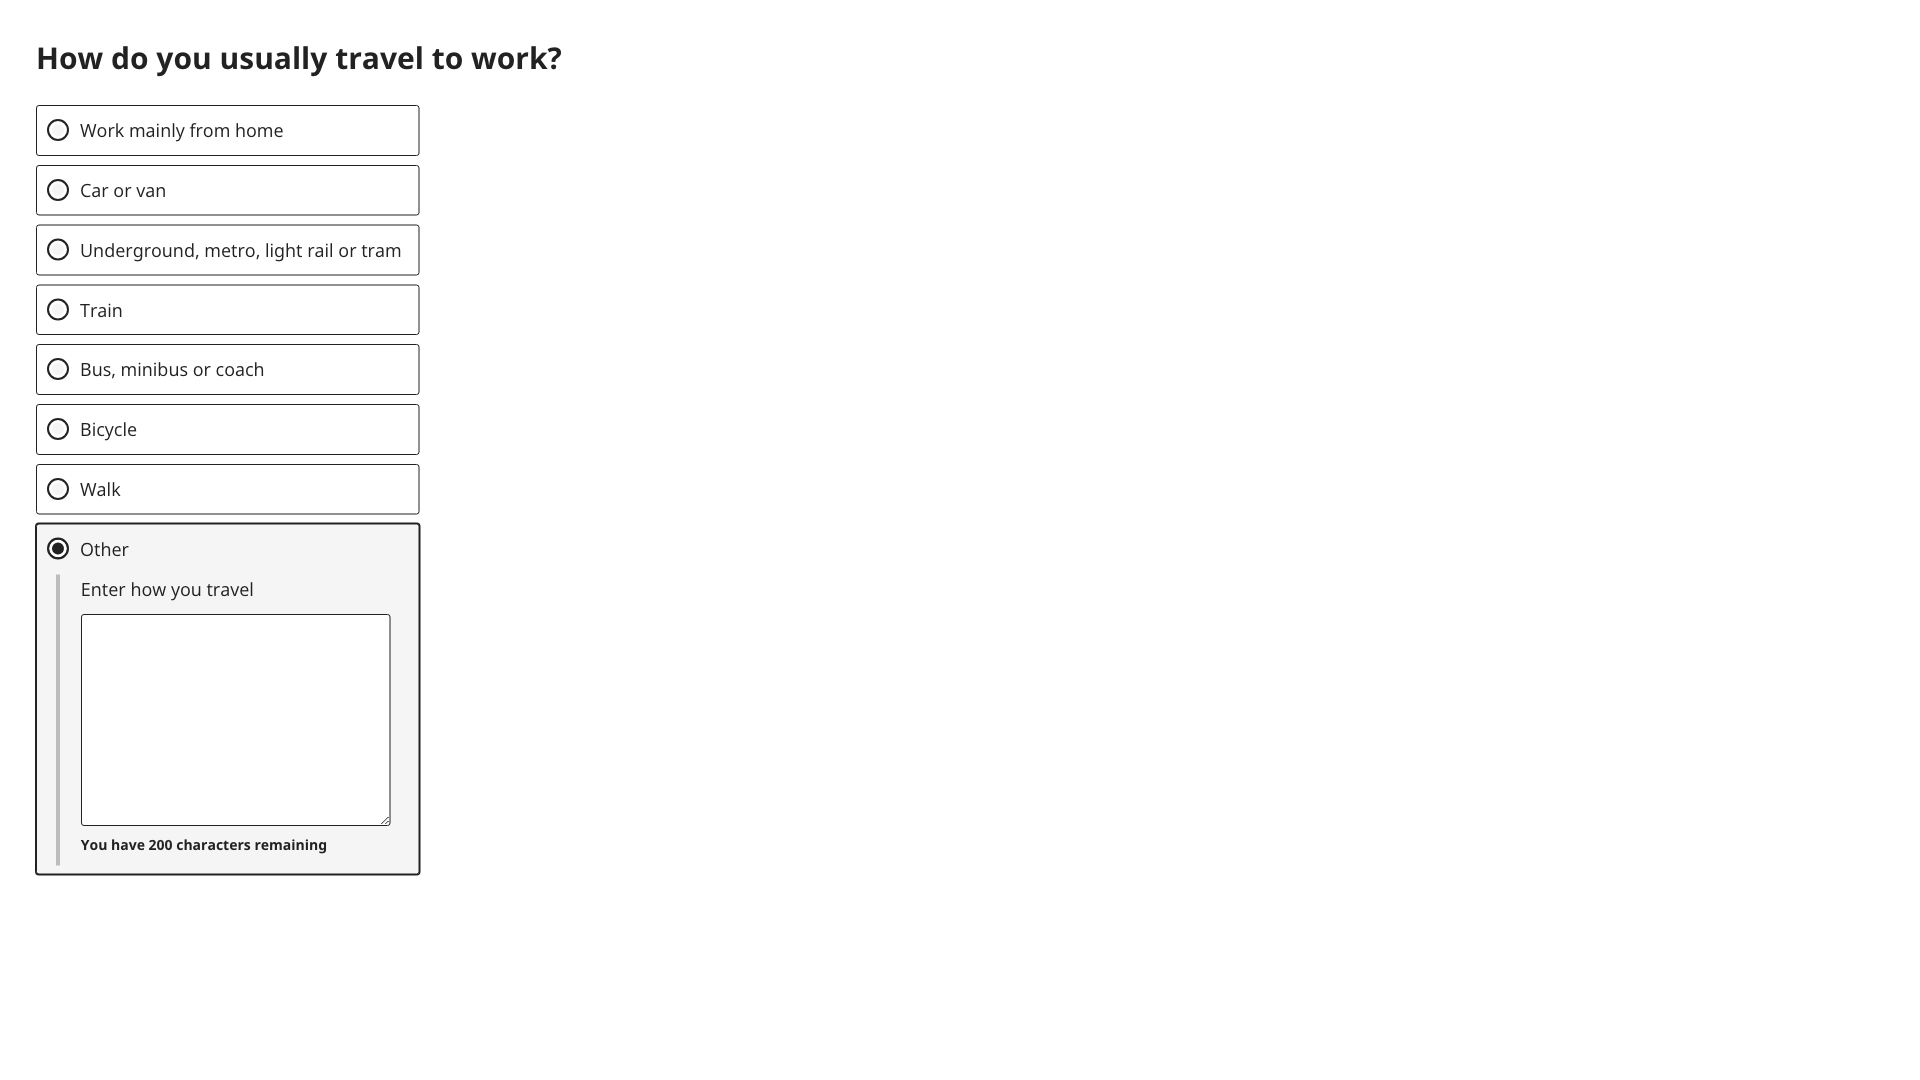 How do you usually travel to work?
Work mainly from home
Car or van
Underground, metro, light rail or tram
Train
Bus, minibus or coach
Bicycle
Walk
Other
Enter how you travel
You have 200 characters remaining